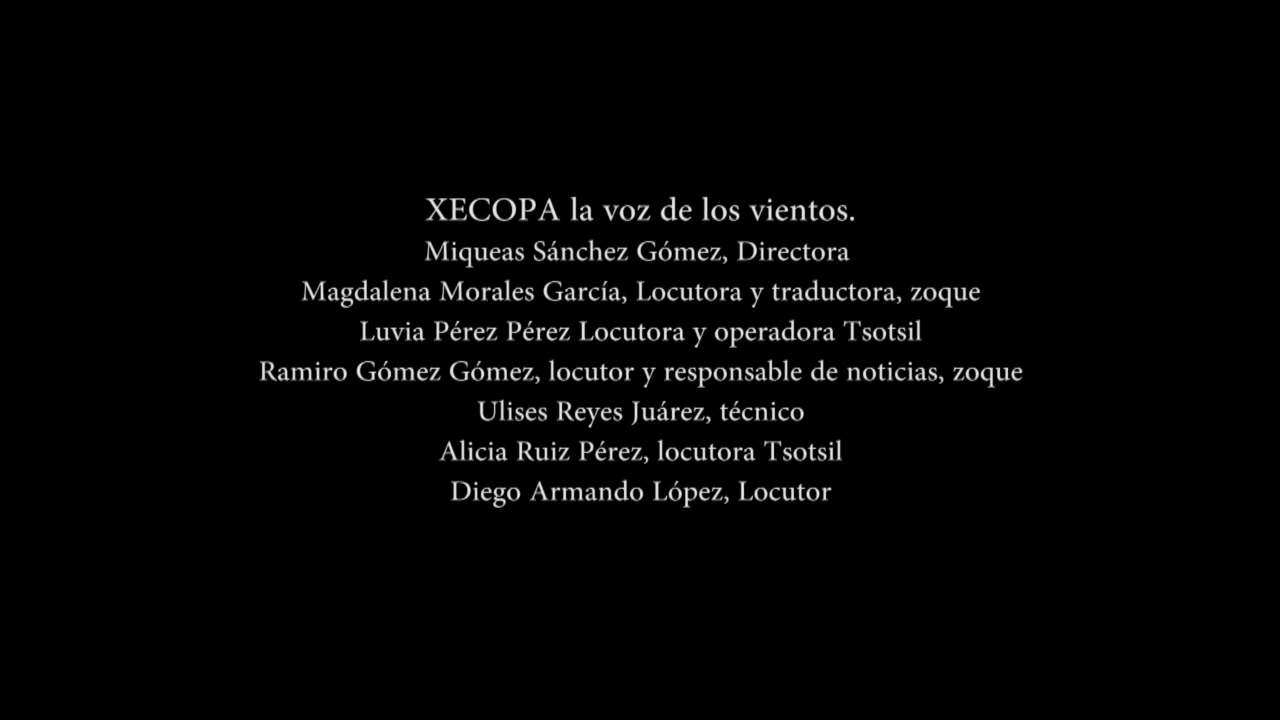 XECOPA la voz de los vientos.
Miqueas Sánchez Gómez, Directora
Magdalena Morales García, Locutora y traductora, zoque
Luvia Pérez Pérez Locutora y operadora Tsotsil
Ramiro Gómez Gómez, locutor y responsable de noticias, zoque
Ulises Reyes Juárez, técnico
Alicia Ruiz Pérez, locutora Tsotsil
Diego Armando López, Locutor